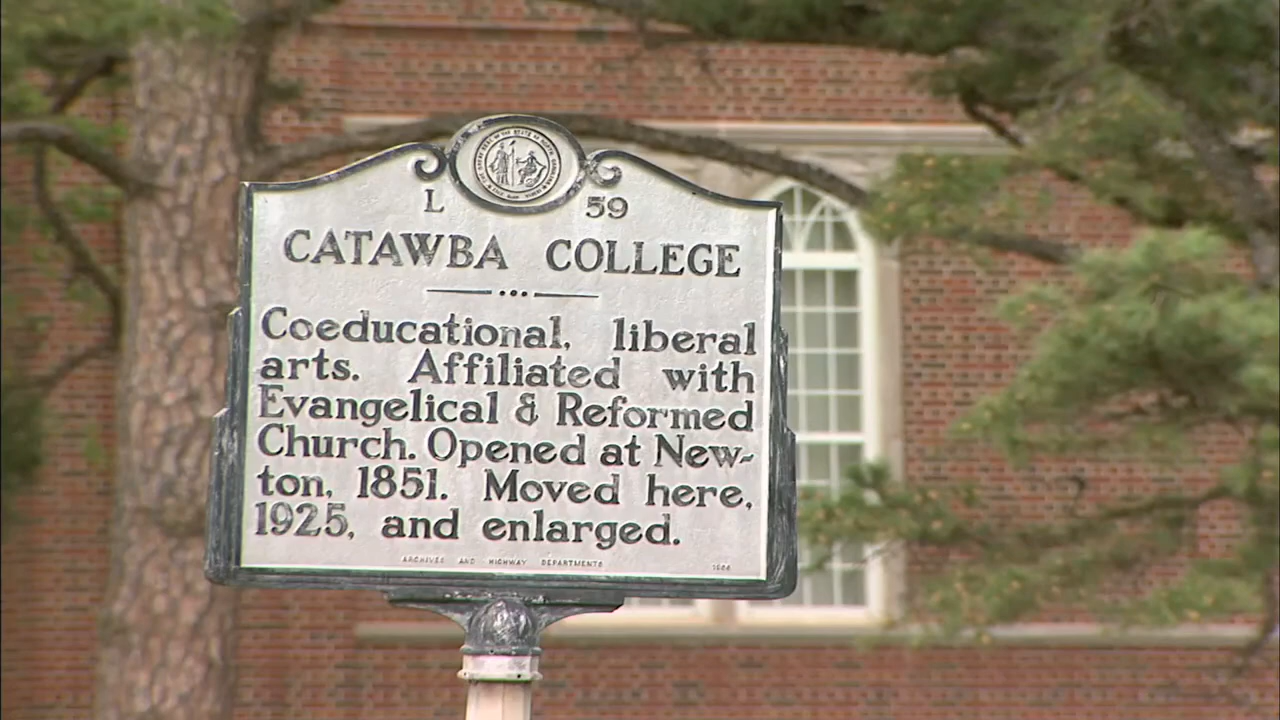 L 59
CATAWBA COLLEGE
Coeducational, liberal
arts. Affiliated with
Evangelical & Reformed
Church. Opened at New-
ton, 1851. Moved here,
1925, and enlarged.
ARCHIVES AND HIGHWAY DEPARTMENTS